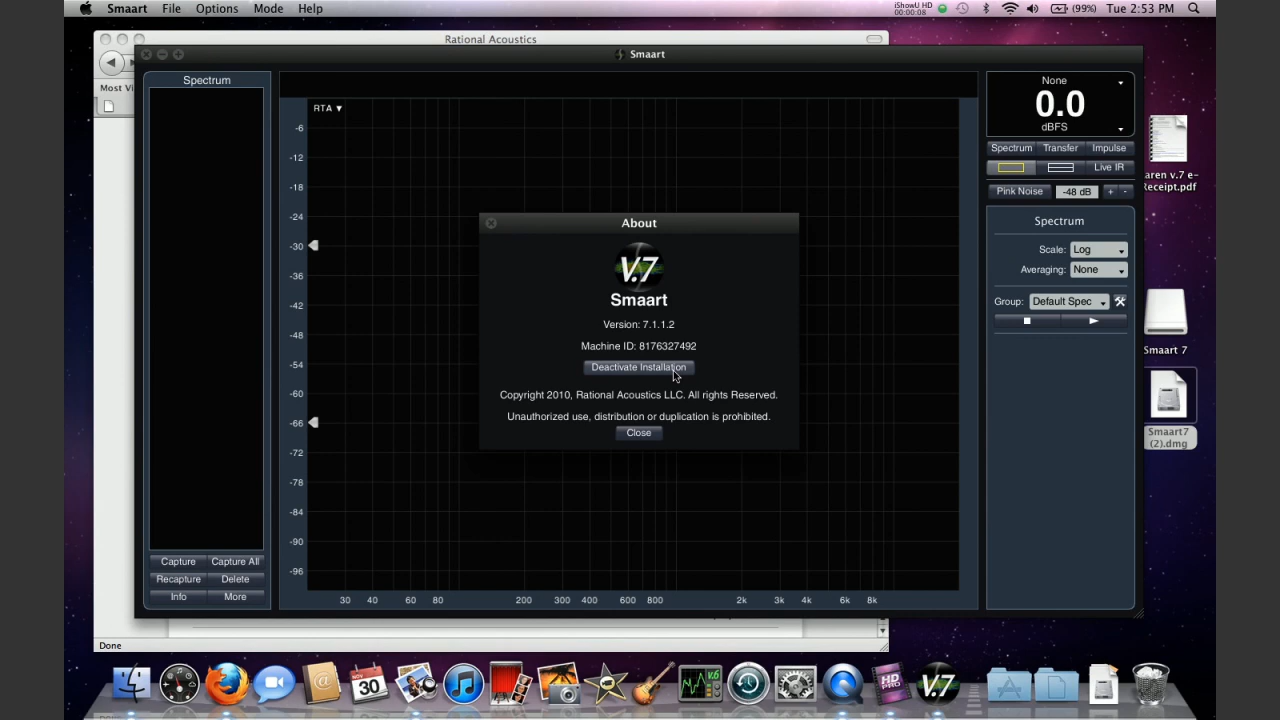 Smaart File Options Mode Help
iShowU HD
00:00:08
(99%) Tue 2:53 PM
Rational Acoustics
Most Vi
Smaart
Spectrum
RTA ▼
-6
-12
-18
-24
-30
-36
-42
-48
-54
-60
-66
-72
-78
-84
-90
-96
30 40 60 80 200 300 400 600 800 2k 3k 4k 6k 8k
About
V.7
Smaart
Version: 7.1.1.2
Machine ID: 8176327492
Deactivate Installation
Copyright 2010, Rational Acoustics LLC. All rights Reserved.
Unauthorized use, distribution or duplication is prohibited.
Close
None
0.0
dBFS
Spectrum Transfer Impulse
Live IR
Pink Noise -48 dB + -
Spectrum
Scale: Log
Averaging: None
Group: Default Spec
Capture Capture All
Recapture Delete
Info More
Done
aren v.7 e-
Receipt.pdf
Smaart 7
Smaart7
(2).dmg
NOV
30
V.6
HD
PRO
V.7